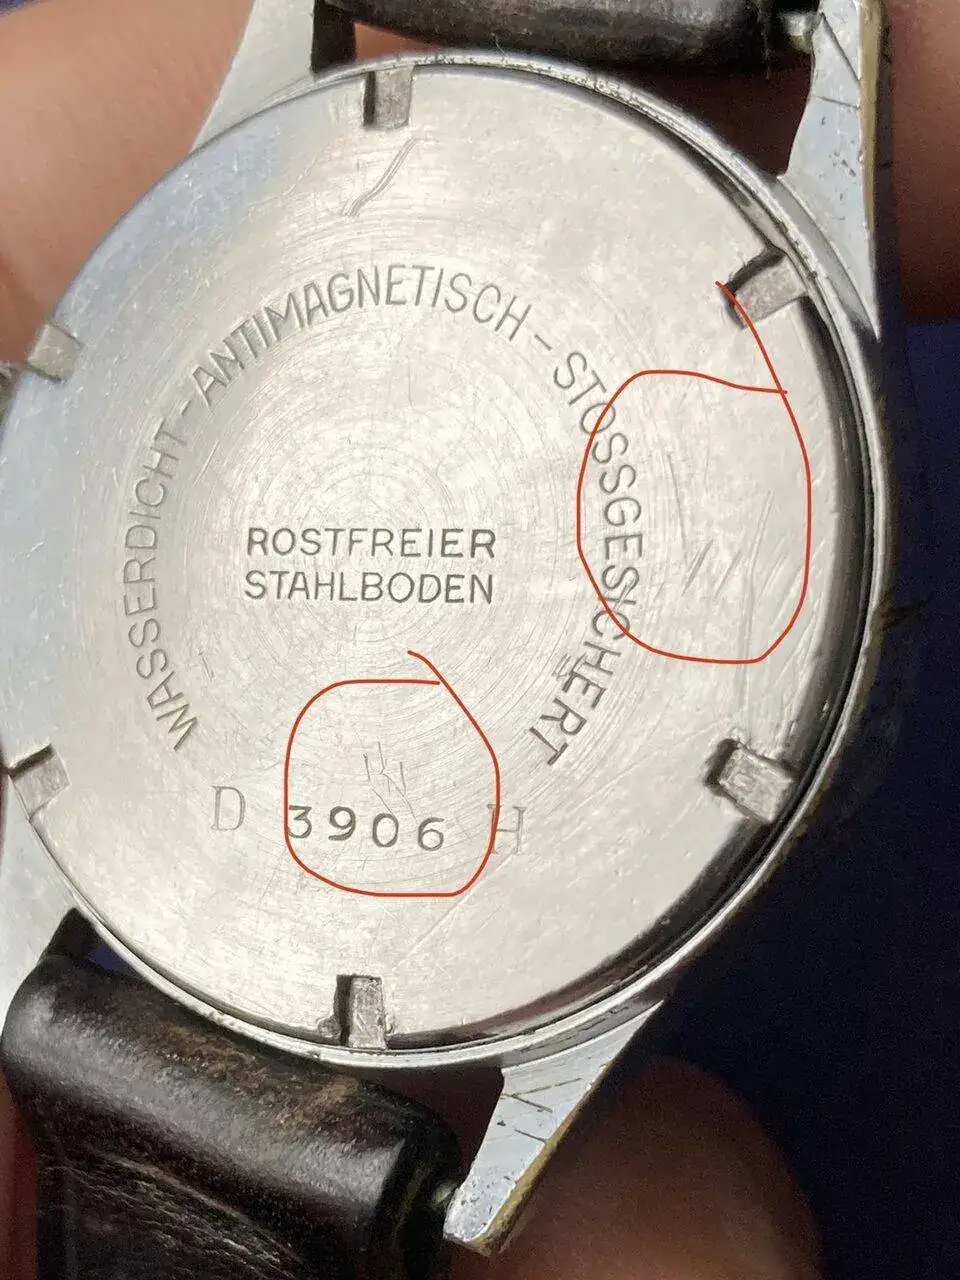 WASSERDICHT - ANTIMAGNETISCH - STOSSGESICHERT
ROSTFREIER
STAHLBODEN
D 3906 H